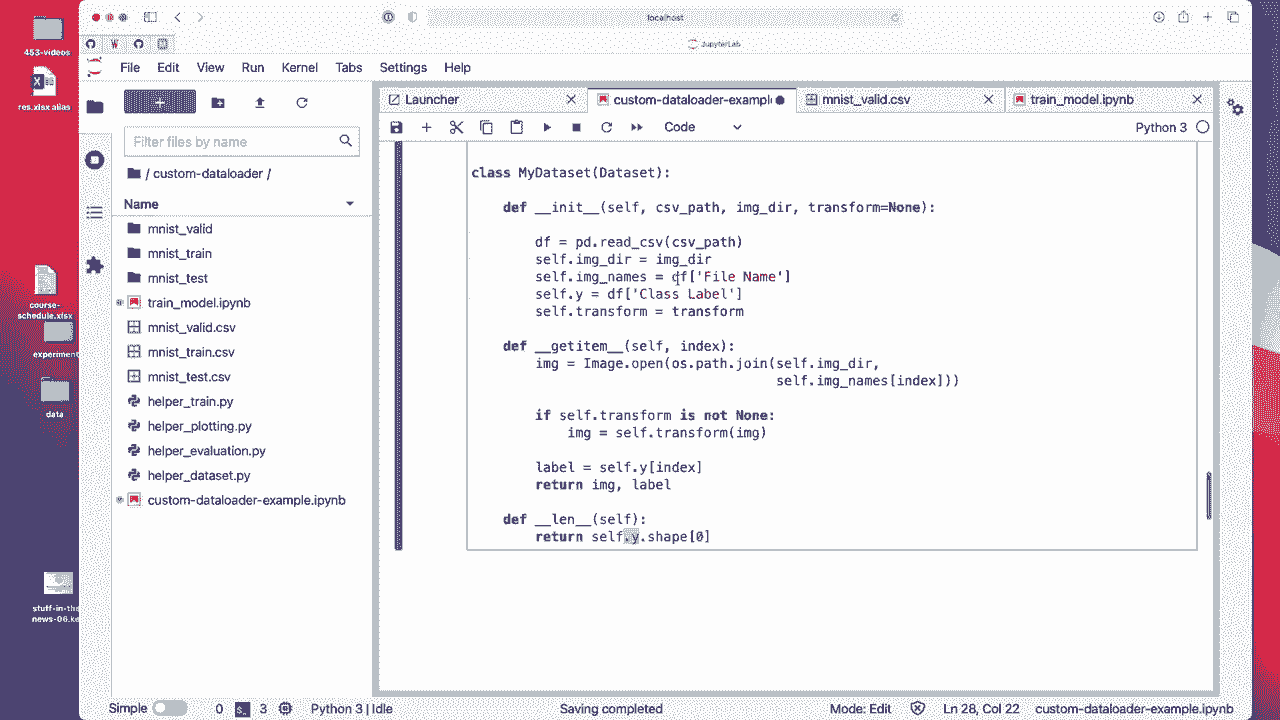 localhost
JupyterLab
453-videos
res.xlsx alias
course-
schedule.xlsx
experiment
data
stuff-in-the
File Edit View Run Kernel Tabs Settings Help
Filter files by name
/ custom-dataloader /
Name
mnist_valid
mnist_train
mnist_test
train_model.ipynb
mnist_valid.csv
mnist_train.csv
mnist_test.csv
helper_train.py
helper_plotting.py
helper_evaluation.py
helper_dataset.py
custom-dataloader-example.ipynb
Launcher
custom-dataloader-example
mnist_valid.csv
train_model.ipynb
Code
Python 3
class MyDataset(Dataset):
def __init__(self, csv_path, img_dir, transform=None):
df = pd.read_csv(csv_path)
self.img_dir = img_dir
self.img_names = df['File Name']
self.y = df['Class Label']
self.transform = transform
def __getitem__(self, index):
img = Image.open(os.path.join(self.img_dir,
self.img_names[index]))
if self.transform is not None:
img = self.transform(img)
label = self.y[index]
return img, label
def __len__(self):
return self.y.shape[0]
Simple 0 3 Python 3 | Idle Saving completed Mode: Edit Ln 28, Col 22 custom-dataloader-example.ipynb